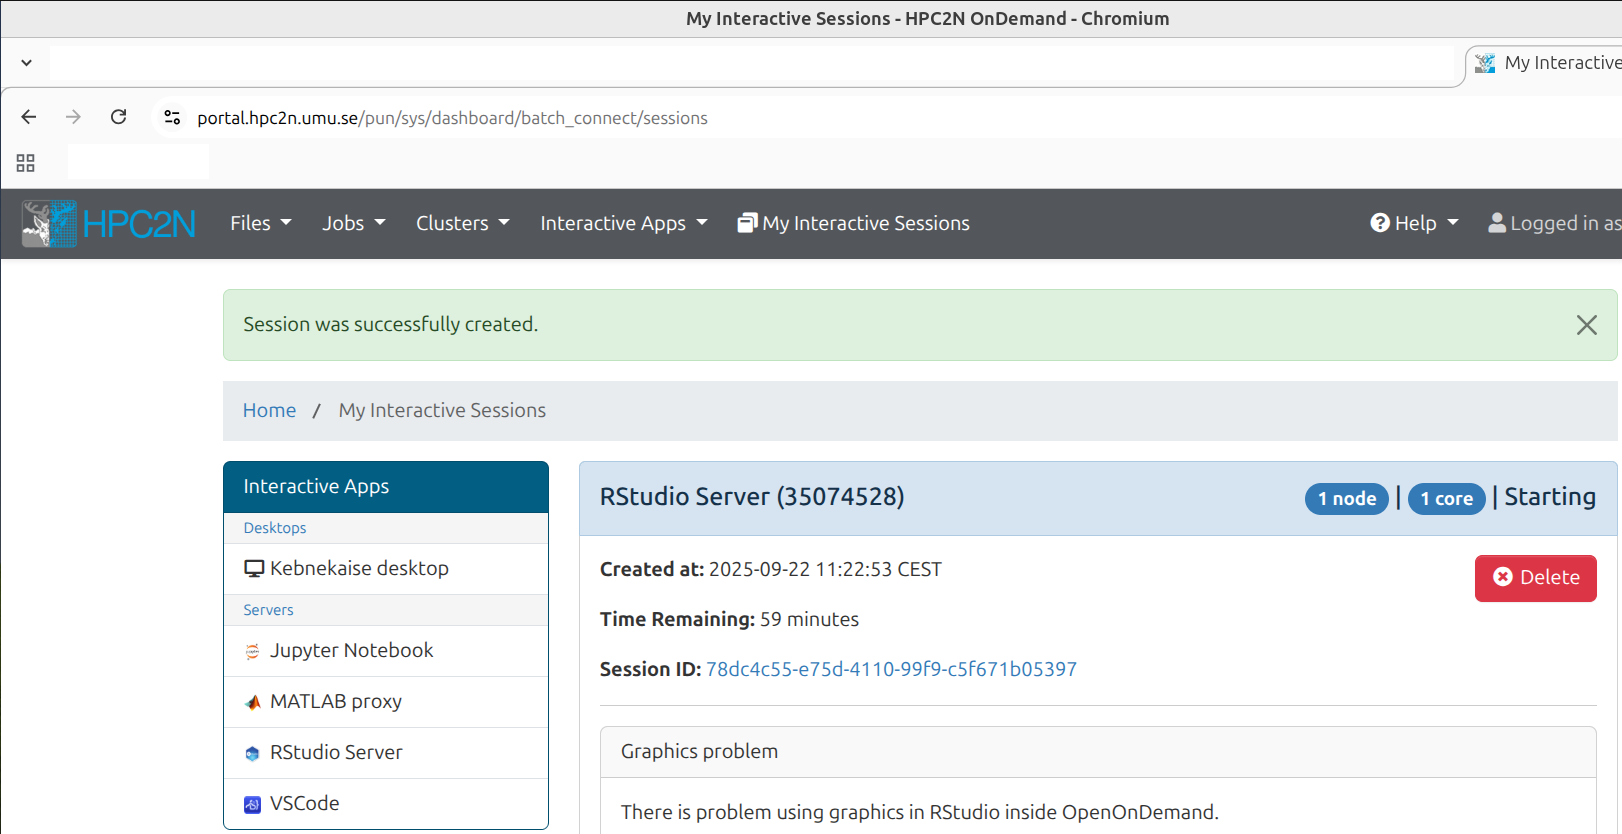 My Interactive Sessions - HPC2N OnDemand - Chromium
My Interactive
portal.hpc2n.umu.se/pun/sys/dashboard/batch_connect/sessions
HPC2N Files Jobs Clusters Interactive Apps My Interactive Sessions Help Logged in as
Session was successfully created.
Home / My Interactive Sessions
Interactive Apps
Desktops
Kebnekaise desktop
Servers
Jupyter Notebook
MATLAB proxy
RStudio Server
VSCode
RStudio Server (35074528) 1 node | 1 core | Starting
Created at: 2025-09-22 11:22:53 CEST
Delete
Time Remaining: 59 minutes
Session ID: 78dc4c55-e75d-4110-99f9-c5f671b05397
Graphics problem
There is problem using graphics in RStudio inside OpenOnDemand.